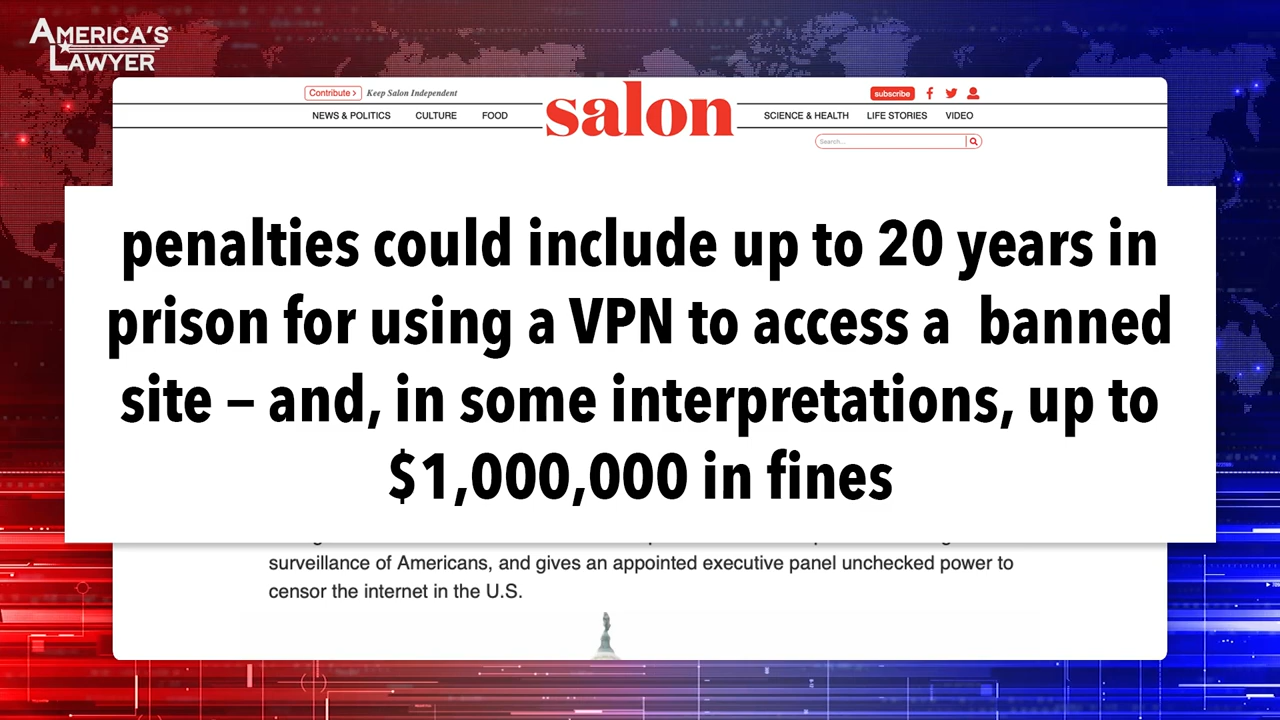 AMERICA'S
LAWYER
Contribute > Keep Salon Independent
salon
subscribe
NEWS & POLITICS CULTURE FOOD SCIENCE & HEALTH LIFE STORIES VIDEO
Search...
penalties could include up to 20 years in
prison for using a VPN to access a banned
site – and, in some interpretations, up to
$1,000,000 in fines
surveillance of Americans, and gives an appointed executive panel unchecked power to
censor the internet in the U.S.